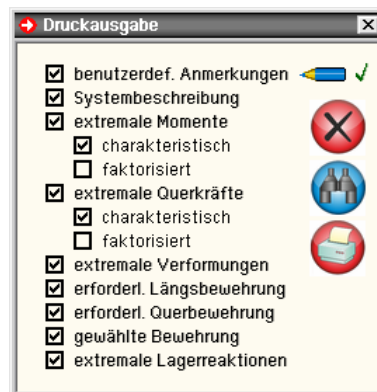 Druckausgabe
benutzerdef. Anmerkungen
Systembeschreibung
extremale Momente
charakteristisch
faktorisiert
extremale Querkräfte
charakteristisch
faktorisiert
extremale Verformungen
erforderl. Längsbewehrung
erforderl. Querbewehrung
gewählte Bewehrung
extremale Lagerreaktionen